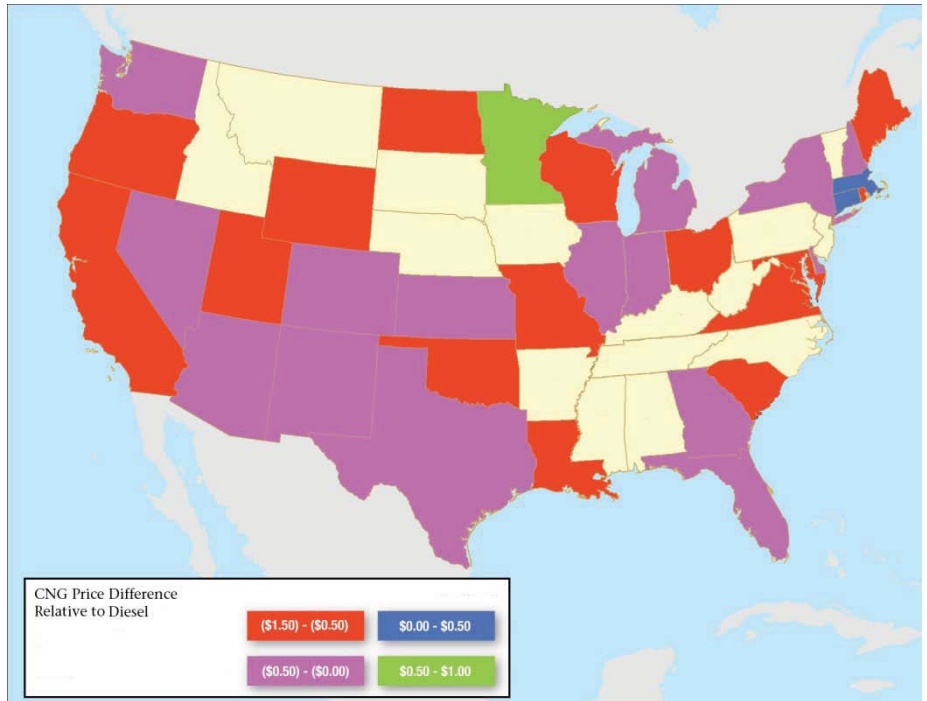 CNG Price Difference
Relative to Diesel
($1.50) - ($0.50)
$0.00 - $0.50
($0.50) - ($0.00)
$0.50 - $1.00